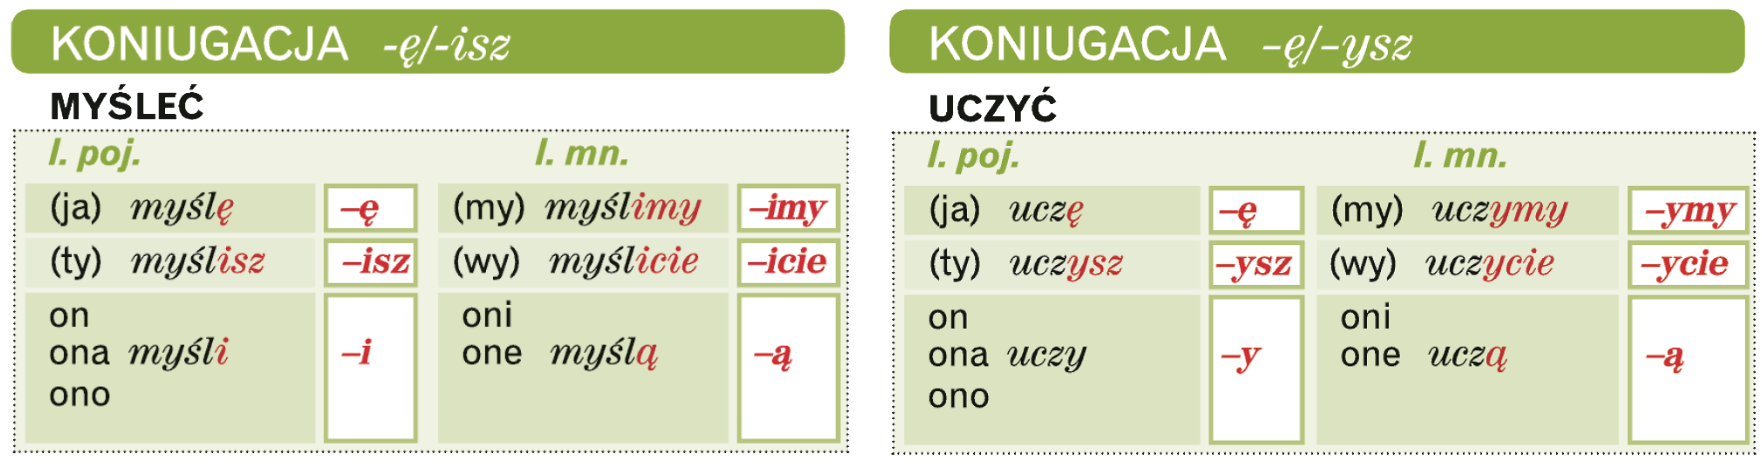 KONIUGACJA -ę/-isz
MYŚLEĆ
l. poj. l. mn.
(ja) myślę –ę (my) myślimy –imy
(ty) myślisz –isz (wy) myślicie –icie
on oni
ona myśli –i one myślą –ą
ono
KONIUGACJA –ę/–ysz
UCZYĆ
l. poj. l. mn.
(ja) uczę –ę (my) uczymy –ymy
(ty) uczysz –ysz (wy) uczycie –ycie
on oni
ona uczy –y one uczą –ą
ono